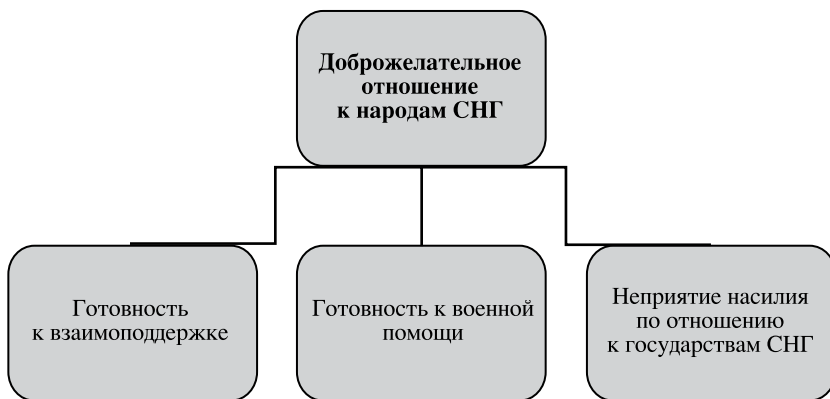 Доброжелательное
отношение
к народам СНГ
Готовность
к взаимоподдержке
Готовность к военной
помощи
Неприятие насилия
по отношению
к государствам СНГ